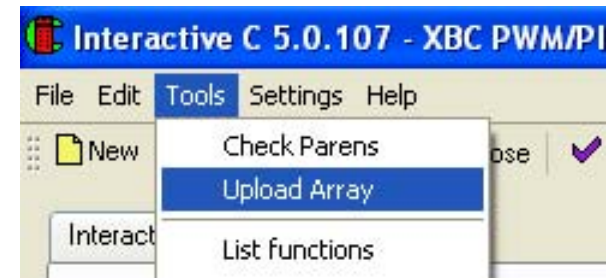 Interactive C 5.0.107 - XBC PWM/PI
File Edit Tools Settings Help
New Check Parens ose
Upload Array
Interact
List functions